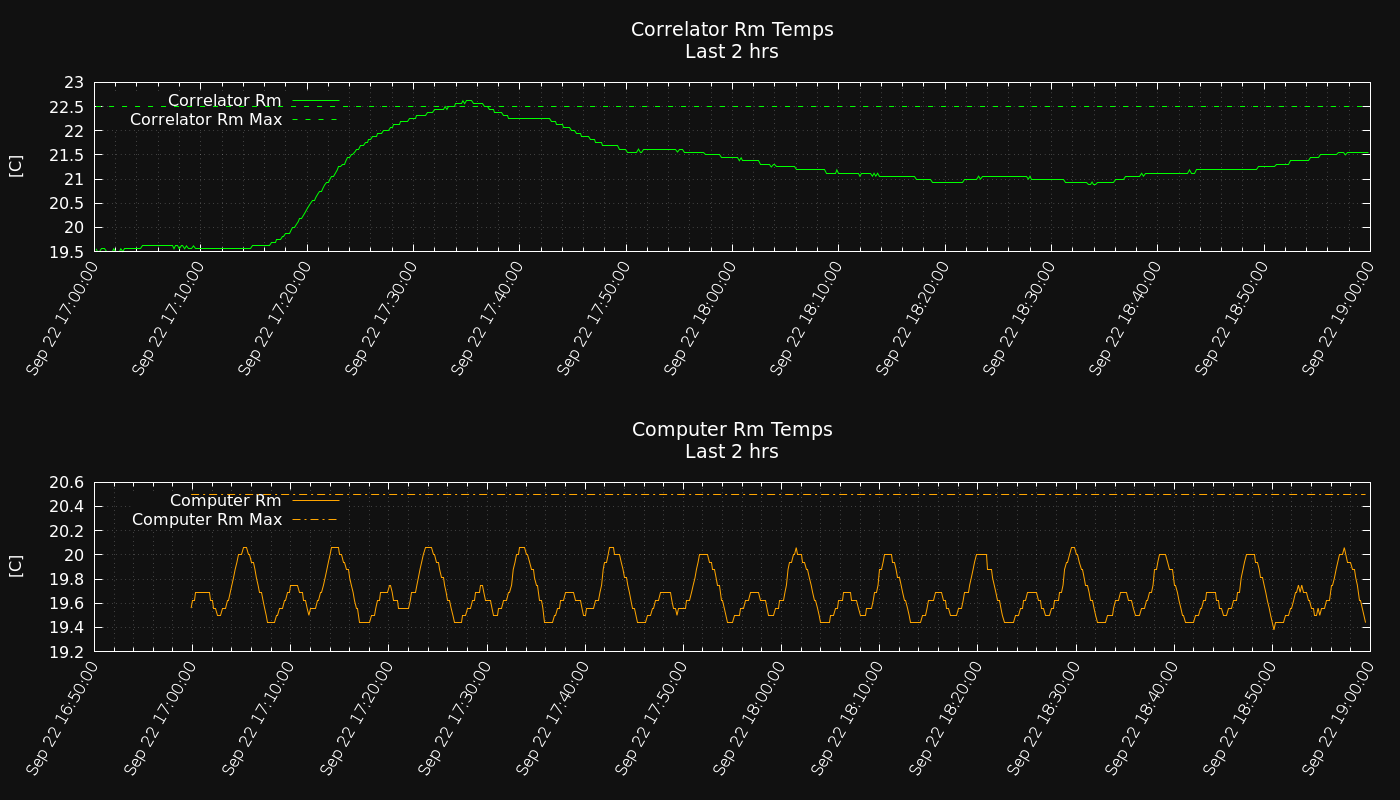 Correlator Rm Temps
Last 2 hrs
23
22.5
22
21.5
21
20.5
20
19.5
[C]
Correlator Rm
Correlator Rm Max
Sep 22 17:00:00
Sep 22 17:10:00
Sep 22 17:20:00
Sep 22 17:30:00
Sep 22 17:40:00
Sep 22 17:50:00
Sep 22 18:00:00
Sep 22 18:10:00
Sep 22 18:20:00
Sep 22 18:30:00
Sep 22 18:40:00
Sep 22 18:50:00
Sep 22 19:00:00
Computer Rm Temps
Last 2 hrs
20.6
20.4
20.2
20
19.8
19.6
19.4
19.2
[C]
Computer Rm
Computer Rm Max
Sep 22 16:50:00
Sep 22 17:00:00
Sep 22 17:10:00
Sep 22 17:20:00
Sep 22 17:30:00
Sep 22 17:40:00
Sep 22 17:50:00
Sep 22 18:00:00
Sep 22 18:10:00
Sep 22 18:20:00
Sep 22 18:30:00
Sep 22 18:40:00
Sep 22 18:50:00
Sep 22 19:00:00